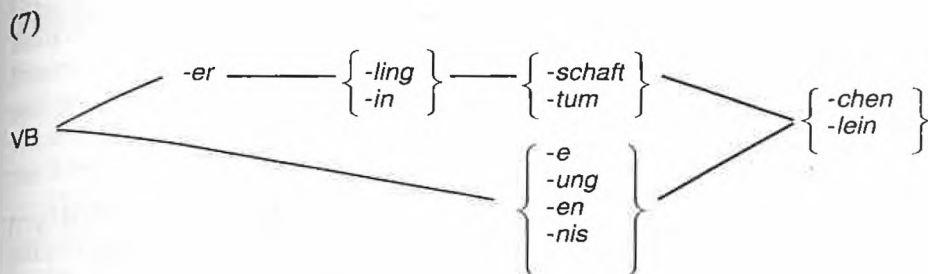 (7)
-er -ling -schaft
-in -tum -chen
VB -lein
-e
-ung
-en
-nis